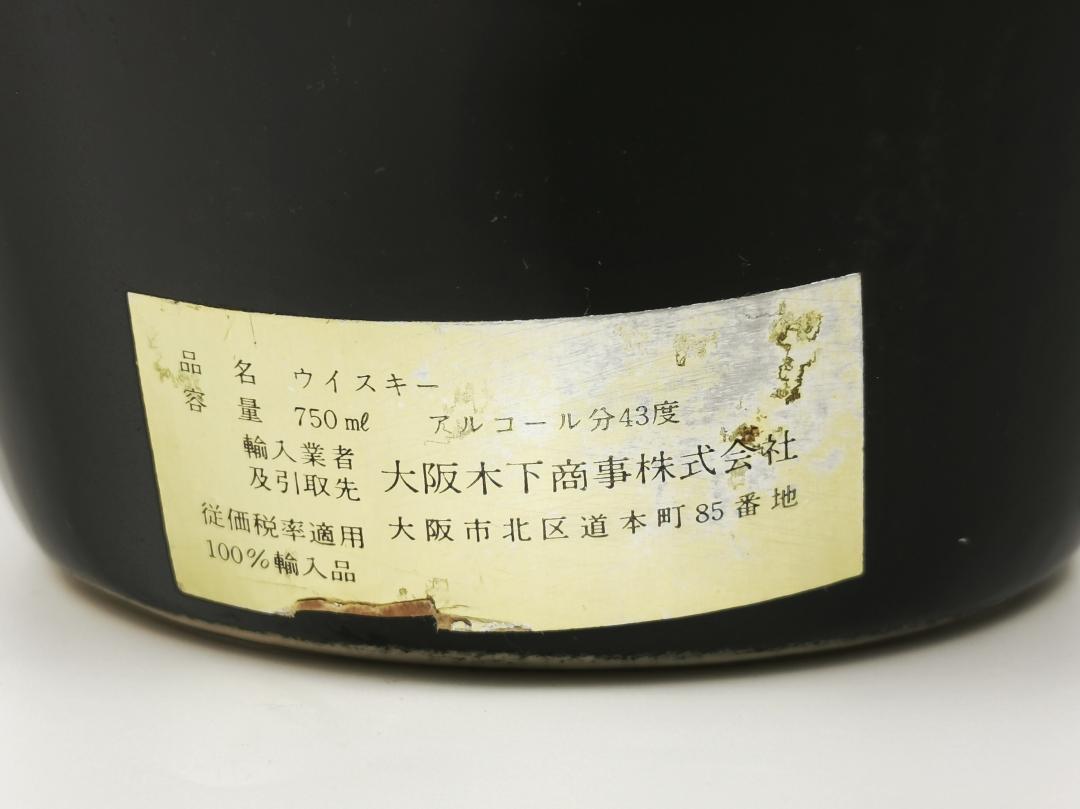 品名 ウイスキー
容量 750㎖ アルコール分43度
輸入業者
及引取先 大阪木下商事株式会社
従価税率適用 大阪市北区道本町85番地
100%輸入品